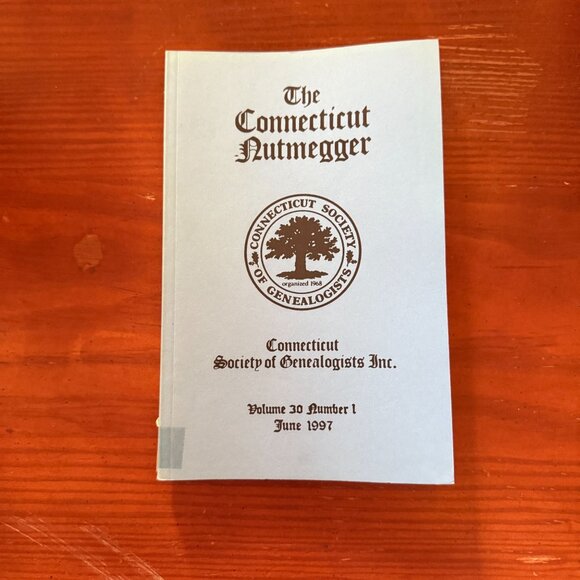 The
Connecticut
Nutmegger
CONNECTICUT SOCIETY
OF GENEALOGISTS
organized 1968
Connecticut
Society of Genealogists Inc.
Volume 30 Number 1
June 1997